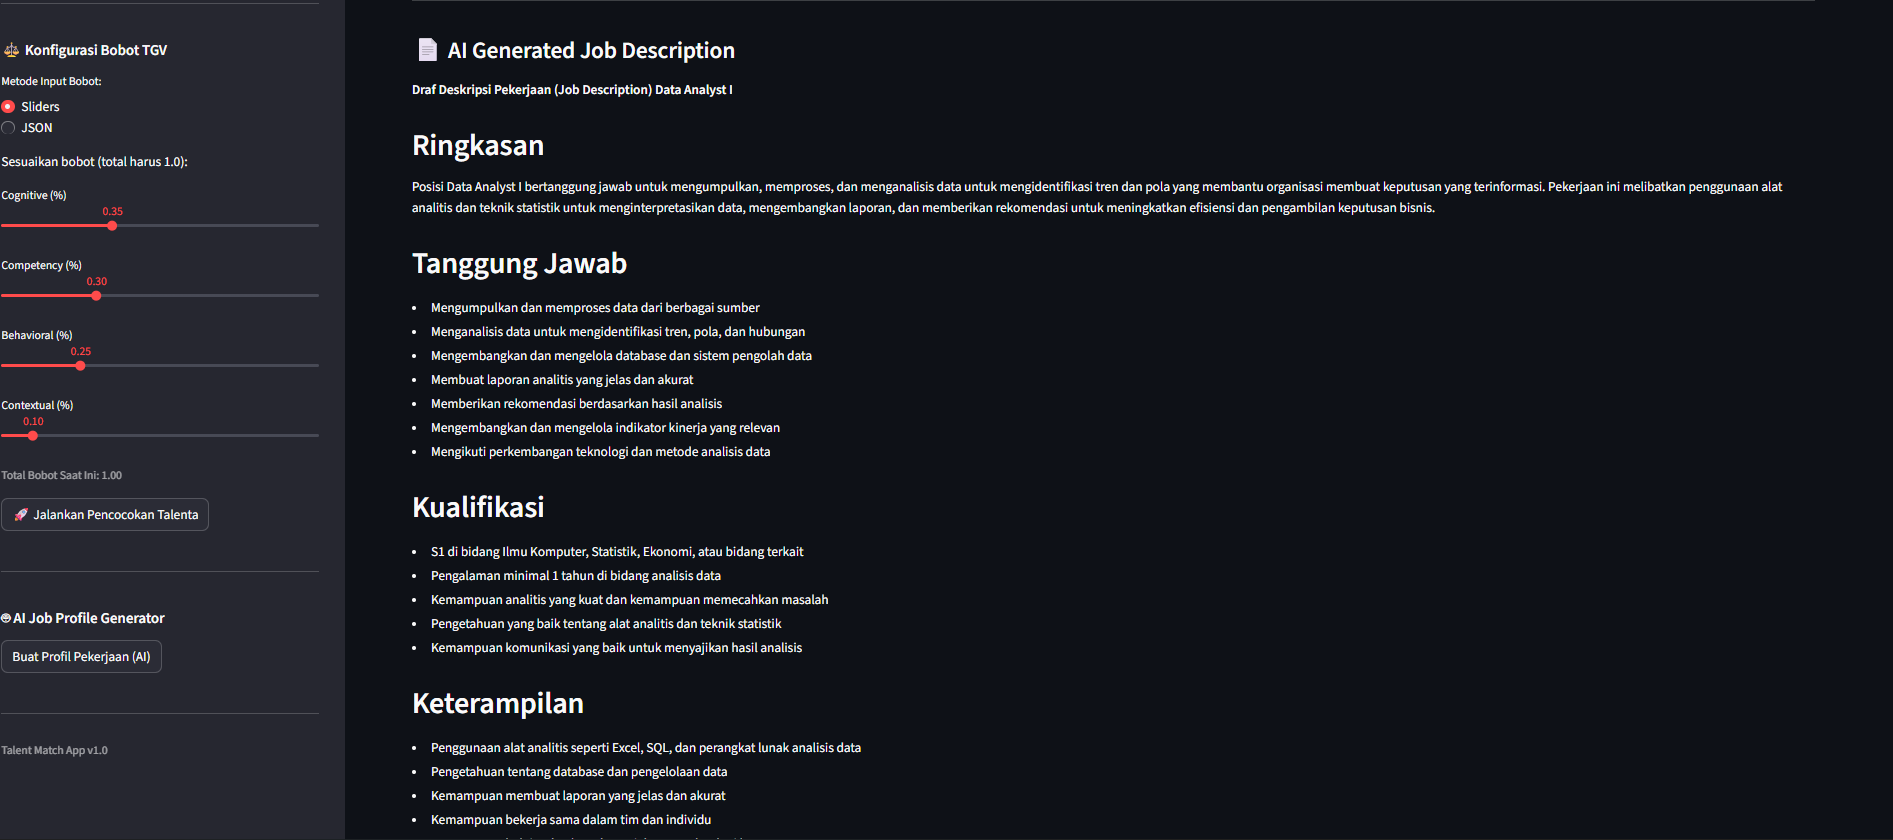 Konfigurasi Bobot TGV
Metode Input Bobot:
Sliders
JSON
Sesuaikan bobot (total harus 1.0):
Cognitive (%)
0.35
Competency (%)
0.30
Behavioral (%)
0.25
Contextual (%)
0.10
Total Bobot Saat Ini: 1.00
Jalankan Pencocokan Talenta
AI Job Profile Generator
Buat Profil Pekerjaan (AI)
Talent Match App v1.0
AI Generated Job Description
Draf Deskripsi Pekerjaan (Job Description) Data Analyst I
Ringkasan
Posisi Data Analyst I bertanggung jawab untuk mengumpulkan, memproses, dan menganalisis data untuk mengidentifikasi tren dan pola yang membantu organisasi membuat keputusan yang terinformasi. Pekerjaan ini melibatkan penggunaan alat
analitis dan teknik statistik untuk menginterpretasikan data, mengembangkan laporan, dan memberikan rekomendasi untuk meningkatkan efisiensi dan pengambilan keputusan bisnis.
Tanggung Jawab
• Mengumpulkan dan memproses data dari berbagai sumber
• Menganalisis data untuk mengidentifikasi tren, pola, dan hubungan
• Mengembangkan dan mengelola database dan sistem pengolah data
• Membuat laporan analitis yang jelas dan akurat
• Memberikan rekomendasi berdasarkan hasil analisis
• Mengembangkan dan mengelola indikator kinerja yang relevan
• Mengikuti perkembangan teknologi dan metode analisis data
Kualifikasi
• S1 di bidang Ilmu Komputer, Statistik, Ekonomi, atau bidang terkait
• Pengalaman minimal 1 tahun di bidang analisis data
• Kemampuan analitis yang kuat dan kemampuan memecahkan masalah
• Pengetahuan yang baik tentang alat analitis dan teknik statistik
• Kemampuan komunikasi yang baik untuk menyajikan hasil analisis
Keterampilan
• Penggunaan alat analitis seperti Excel, SQL, dan perangkat lunak analisis data
• Pengetahuan tentang database dan pengelolaan data
• Kemampuan membuat laporan yang jelas dan akurat
• Kemampuan bekerja sama dalam tim dan individu